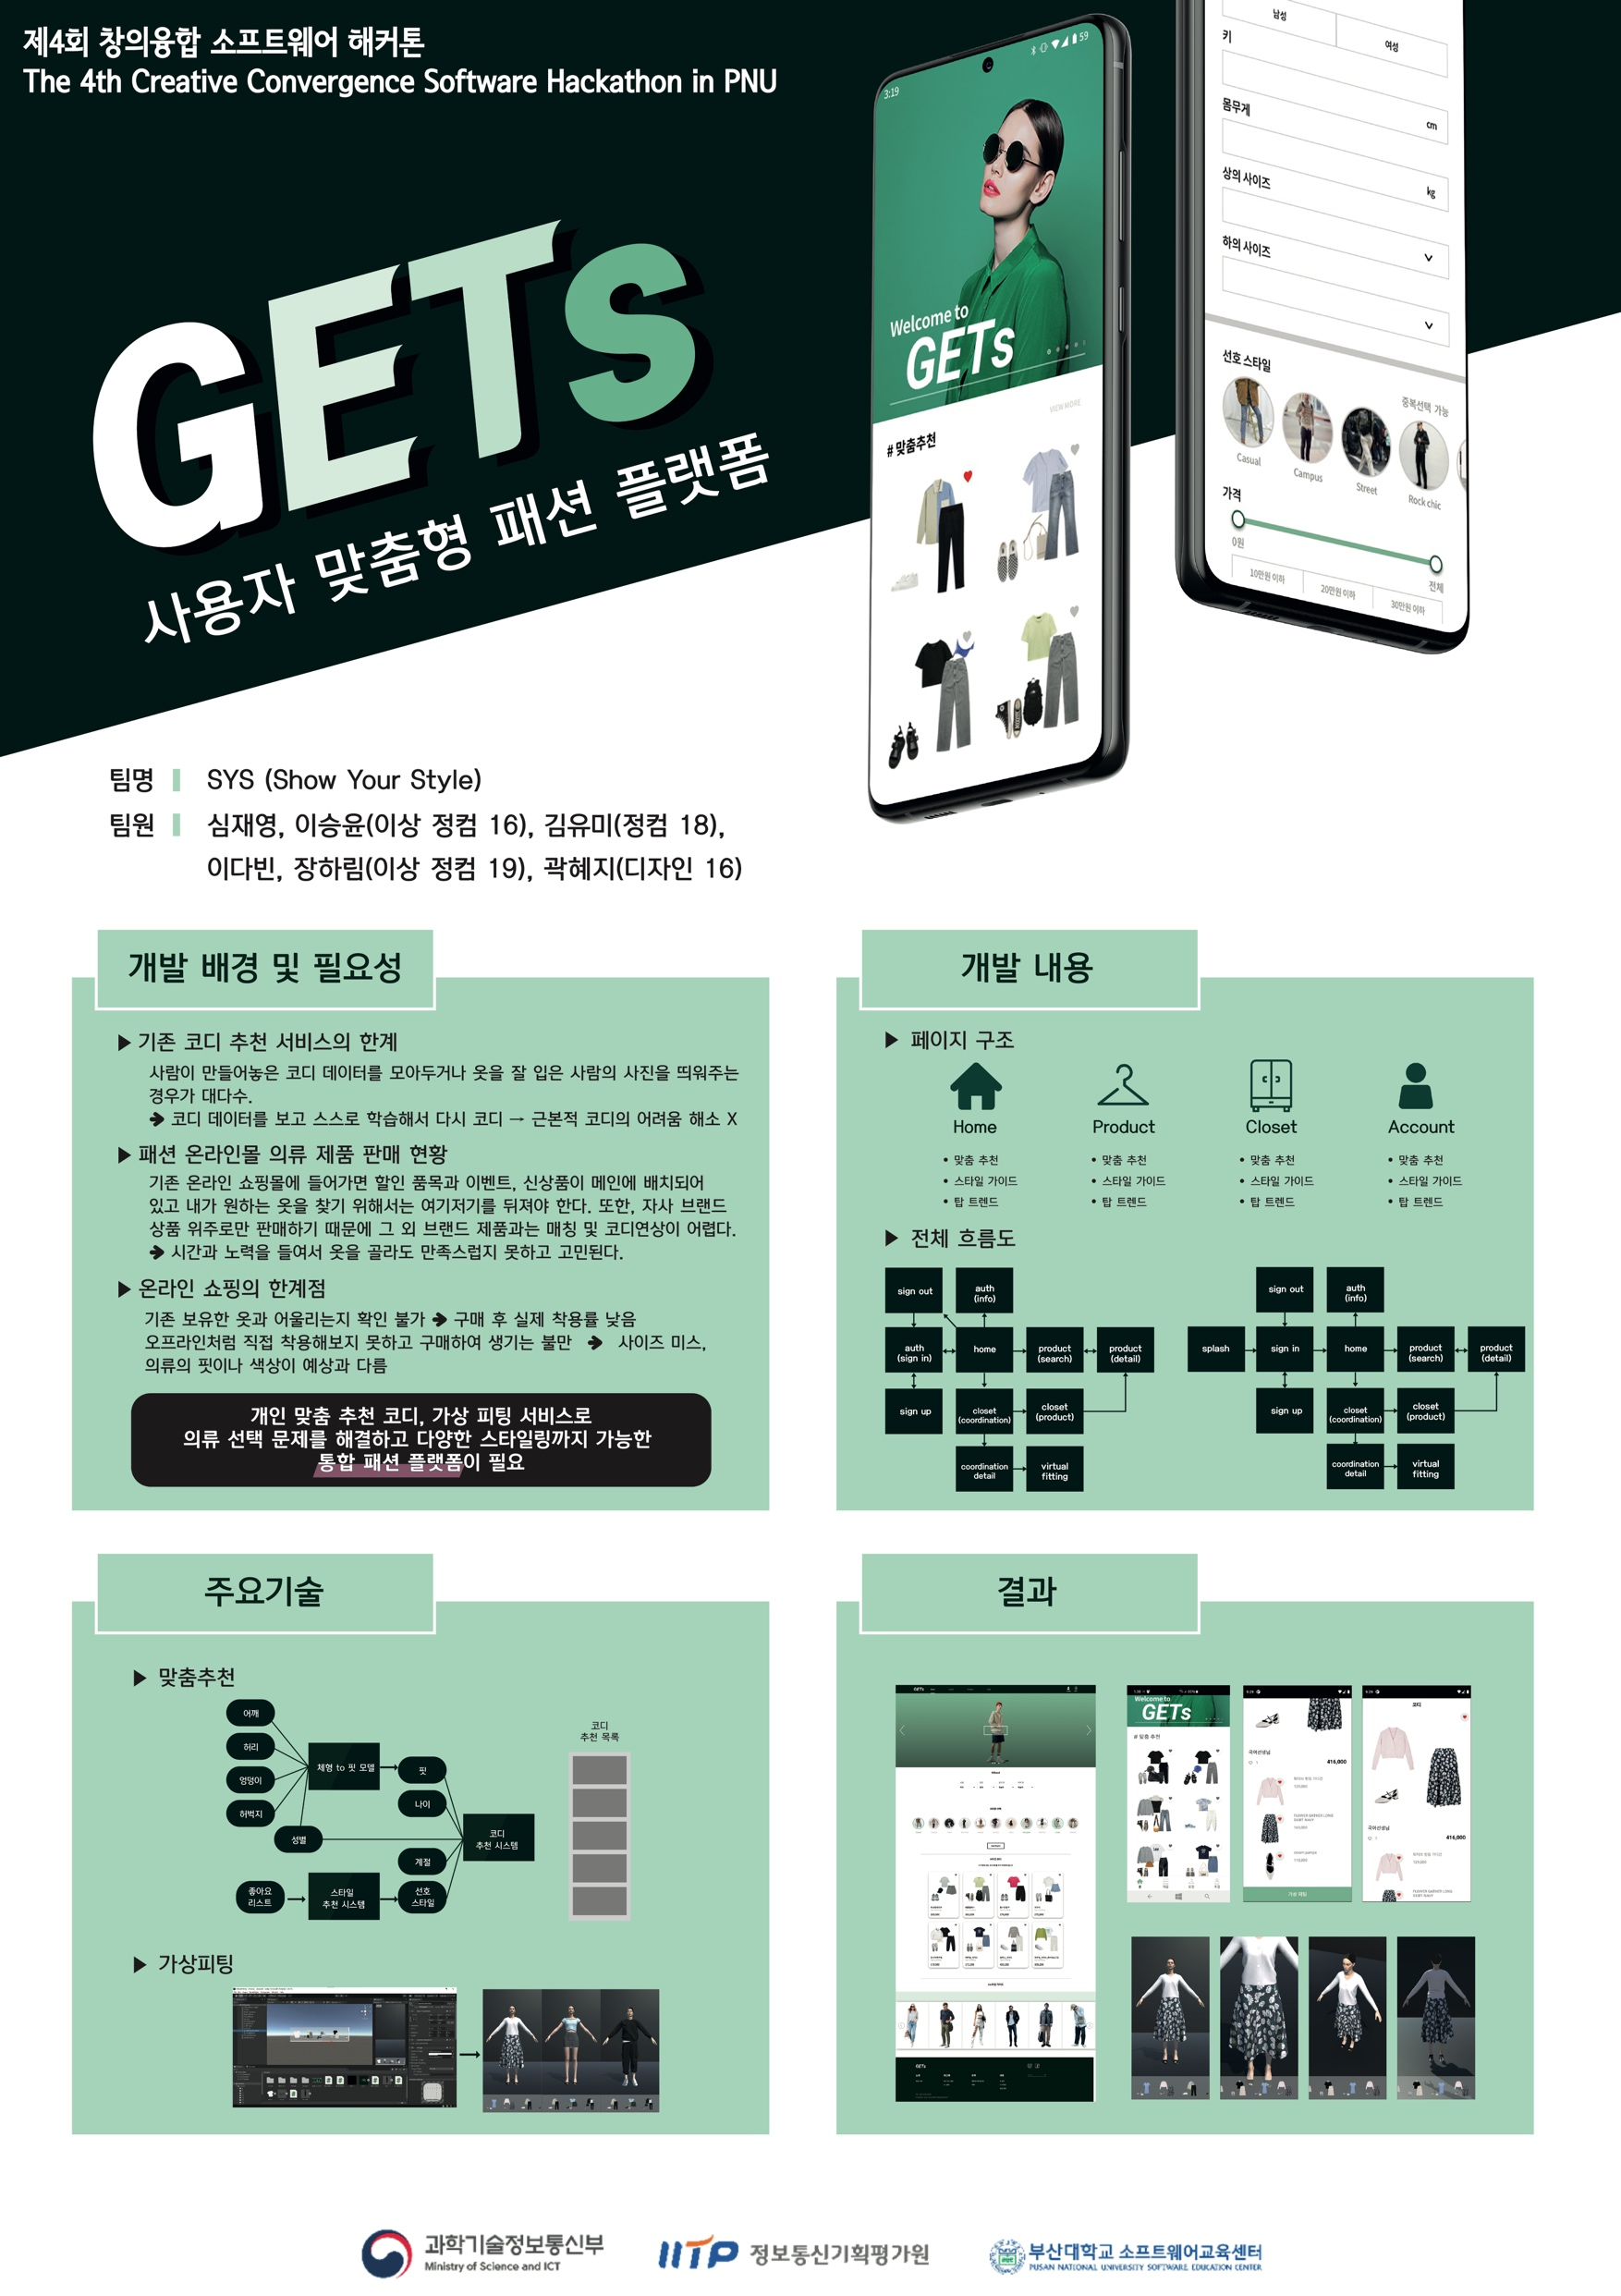 제4회 창의융합 소프트웨어 해커톤
The 4th Creative Convergence Software Hackathon in PNU
GETs
사용자 맞춤형 패션 플랫폼
3:19
59
Welcome to
GETs
VIEW MORE
# 맞춤추천
남성
여성
키
cm
몸무게
kg
상의 사이즈
하의 사이즈
선호 스타일
중복선택 가능
Casual
Campus
Street
Rock chic
가격
0원
전체
10만원 이하
20만원 이하
30만원 이하
팀명
SYS (Show Your Style)
팀원
심재영, 이승윤(이상 정컴 16), 김유미(정컴 18),
이다빈, 장하림(이상 정컴 19), 곽혜지(디자인 16)
개발 배경 및 필요성
▶ 기존 코디 추천 서비스의 한계
사람이 만들어놓은 코디 데이터를 모아두거나 옷을 잘 입은 사람의 사진을 띄워주는
경우가 대다수.
➔ 코디 데이터를 보고 스스로 학습해서 다시 코디 → 근본적 코디의 어려움 해소 X
▶ 패션 온라인몰 의류 제품 판매 현황
기존 온라인 쇼핑몰에 들어가면 할인 품목과 이벤트, 신상품이 메인에 배치되어
있고 내가 원하는 옷을 찾기 위해서는 여기저기를 뒤져야 한다. 또한, 자사 브랜드
상품 위주로만 판매하기 때문에 그 외 브랜드 제품과는 매칭 및 코디연상이 어렵다.
➔ 시간과 노력을 들여서 옷을 골라도 만족스럽지 못하고 고민된다.
▶ 온라인 쇼핑의 한계점
기존 보유한 옷과 어울리는지 확인 불가 ➔ 구매 후 실제 착용률 낮음
오프라인처럼 직접 착용해보지 못하고 구매하여 생기는 불만 ➔ 사이즈 미스,
의류의 핏이나 색상이 예상과 다름
개인 맞춤 추천 코디, 가상 피팅 서비스로
의류 선택 문제를 해결하고 다양한 스타일링까지 가능한
통합 패션 플랫폼이 필요
개발 내용
▶ 페이지 구조
Home
• 맞춤 추천
• 스타일 가이드
• 탑 트렌드
Product
• 맞춤 추천
• 스타일 가이드
• 탑 트렌드
Closet
• 맞춤 추천
• 스타일 가이드
• 탑 트렌드
Account
• 맞춤 추천
• 스타일 가이드
• 탑 트렌드
▶ 전체 흐름도
sign out
auth
(info)
auth
(sign in)
home
product
(search)
product
(detail)
sign up
closet
(coordination)
closet
(product)
coordination
detail
virtual
fitting
sign out
auth
(info)
splash
sign in
home
product
(search)
product
(detail)
sign up
closet
(coordination)
closet
(product)
coordination
detail
virtual
fitting
주요기술
▶ 맞춤추천
어깨
허리
엉덩이
허벅지
성별
체형 to 핏 모델
핏
나이
코디
추천 시스템
계절
좋아요
리스트
스타일
추천 시스템
선호
스타일
코디
추천 목록
▶ 가상피팅
결과
GETs
GETs
Welcome to
GETs
# 맞춤 추천
국어선생님
416,000
가상 피팅
코디
국어선생님
416,000
과학기술정보통신부
Ministry of Science and ICT
IITP 정보통신기획평가원
부산대학교 소프트웨어교육센터
PUSAN NATIONAL UNIVERSITY SOFTWARE EDUCATION CENTER